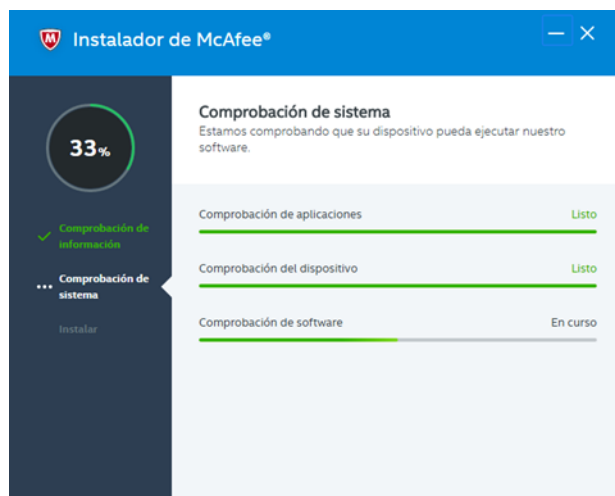 Instalador de McAfee®
33%
Comprobación de sistema
Estamos comprobando que su dispositivo pueda ejecutar nuestro
software.
Comprobación de
información
Comprobación de
sistema
Instalar
Comprobación de aplicaciones Listo
Comprobación del dispositivo Listo
Comprobación de software En curso